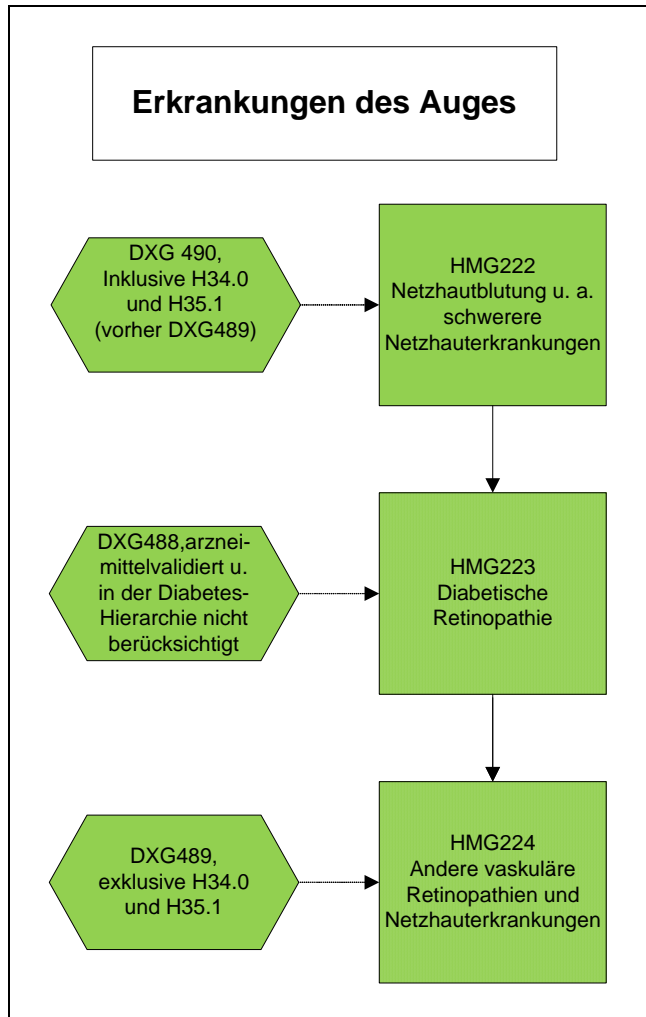 Erkrankungen des Auges
DXG 490,
Inklusive H34.0
und H35.1
(vorher DXG489)
HMG222
Netzhautblutung u. a.
schwerere
Netzhauterkrankungen
DXG488,arznei-
mittelvalidiert u.
in der Diabetes-
Hierarchie nicht
berücksichtigt
HMG223
Diabetische
Retinopathie
DXG489,
exklusive H34.0
und H35.1
HMG224
Andere vaskuläre
Retinopathien und
Netzhauterkrankungen